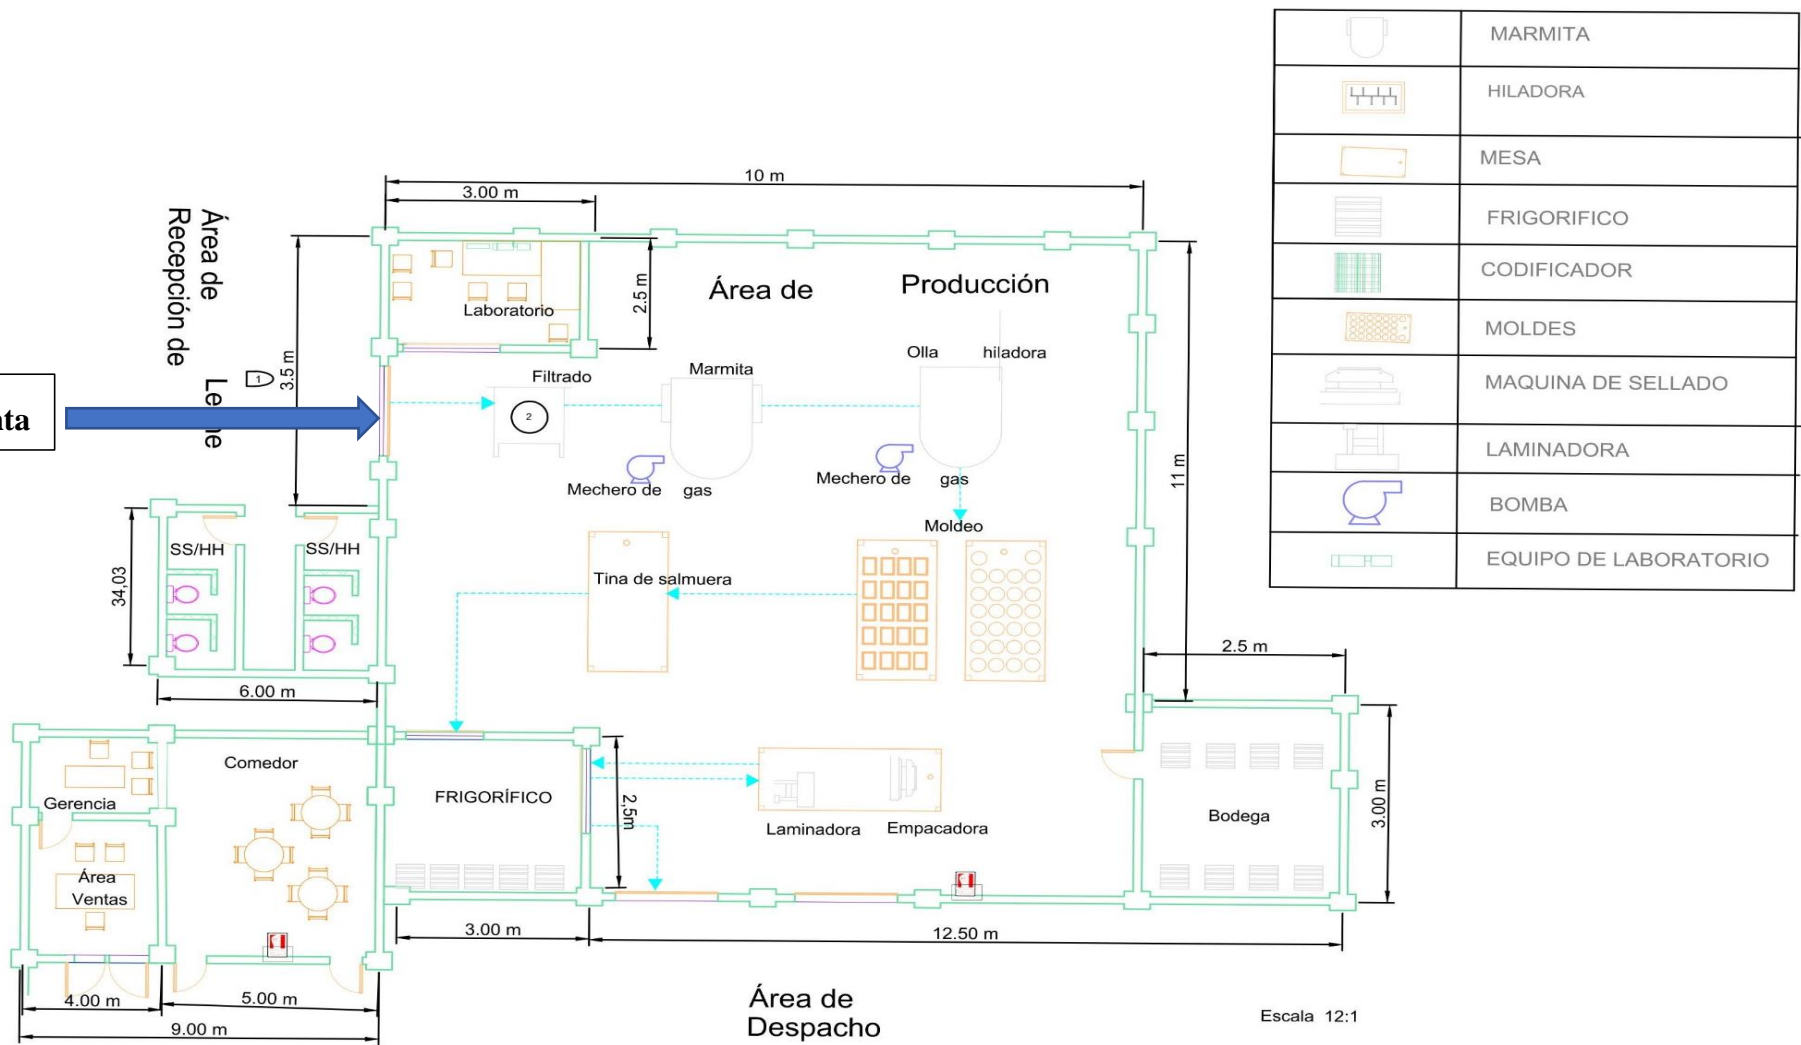 MARMITA
HILADORA
MESA
FRIGORIFICO
CODIFICADOR
MOLDES
MAQUINA DE SELLADO
LAMINADORA
BOMBA
EQUIPO DE LABORATORIO
10 m
3.00 m
Área de
Recepción de
3.5 m
1
2.5 m
Laboratorio
Área de Producción
Olla hiladora
Filtrado
Marmita
2
Mechero de gas
Mechero de gas
11 m
Moldeo
SS/HH
SS/HH
34,03
Tina de salmuera
6.00 m
2.5 m
Comedor
Gerencia
FRIGORÍFICO
2,5m
Laminadora
Empacadora
Bodega
3.00 m
Área
Ventas
3.00 m
12.50 m
4.00 m
5.00 m
9.00 m
Área de
Despacho
Escala 12:1